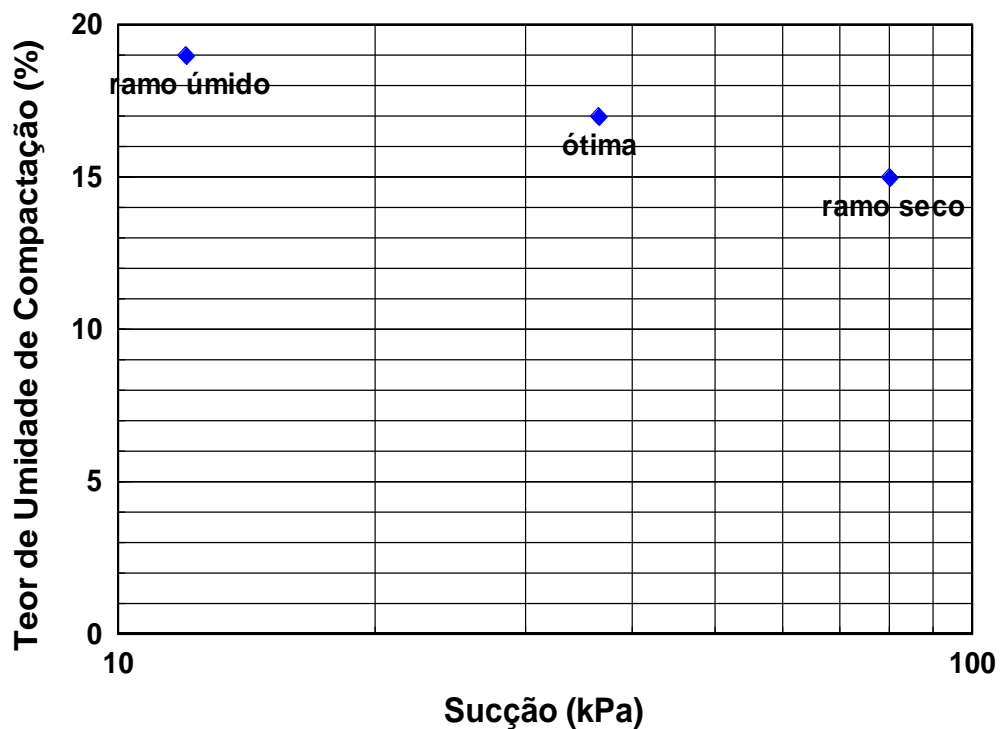 Teor de Umidade de Compactação (%)
20
15
10
5
0
ramo úmido
ótima
ramo seco
10
100
Sucção (kPa)